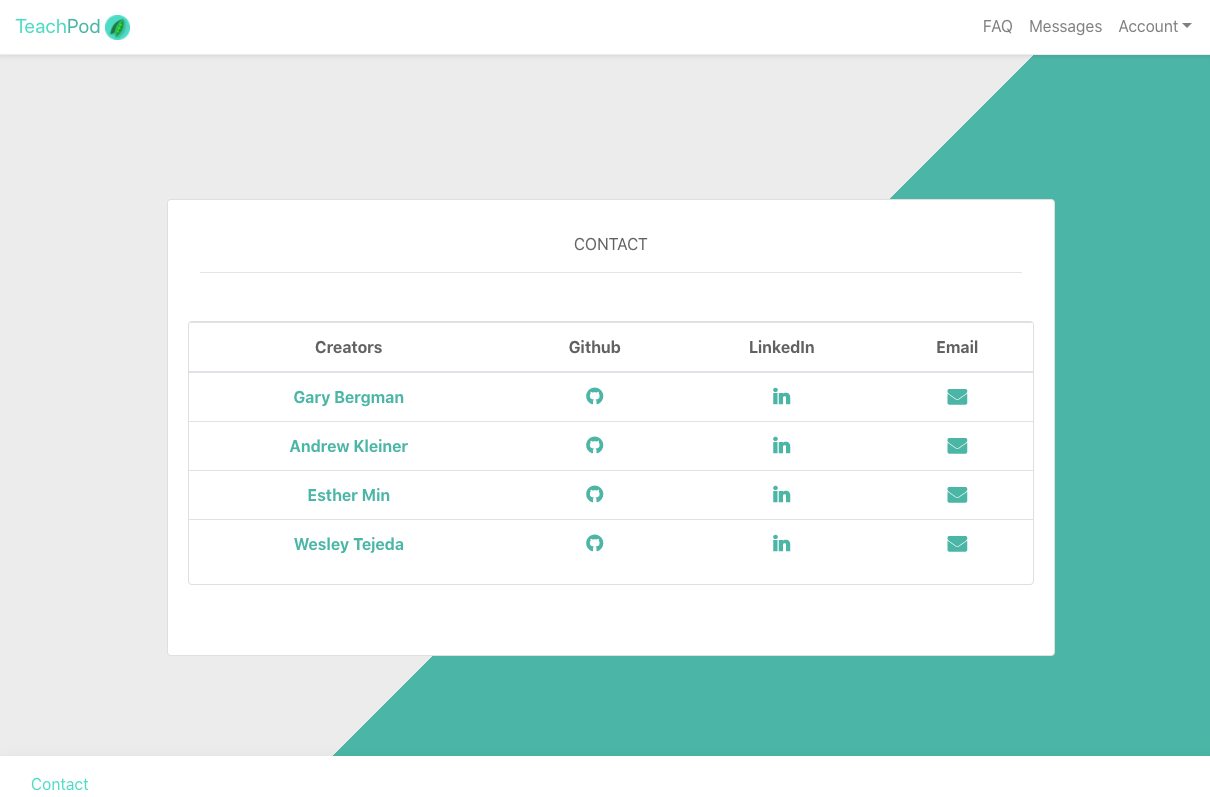 TeachPod FAQ Messages Account
CONTACT
Creators Github LinkedIn Email
Gary Bergman
Andrew Kleiner
Esther Min
Wesley Tejeda
Contact